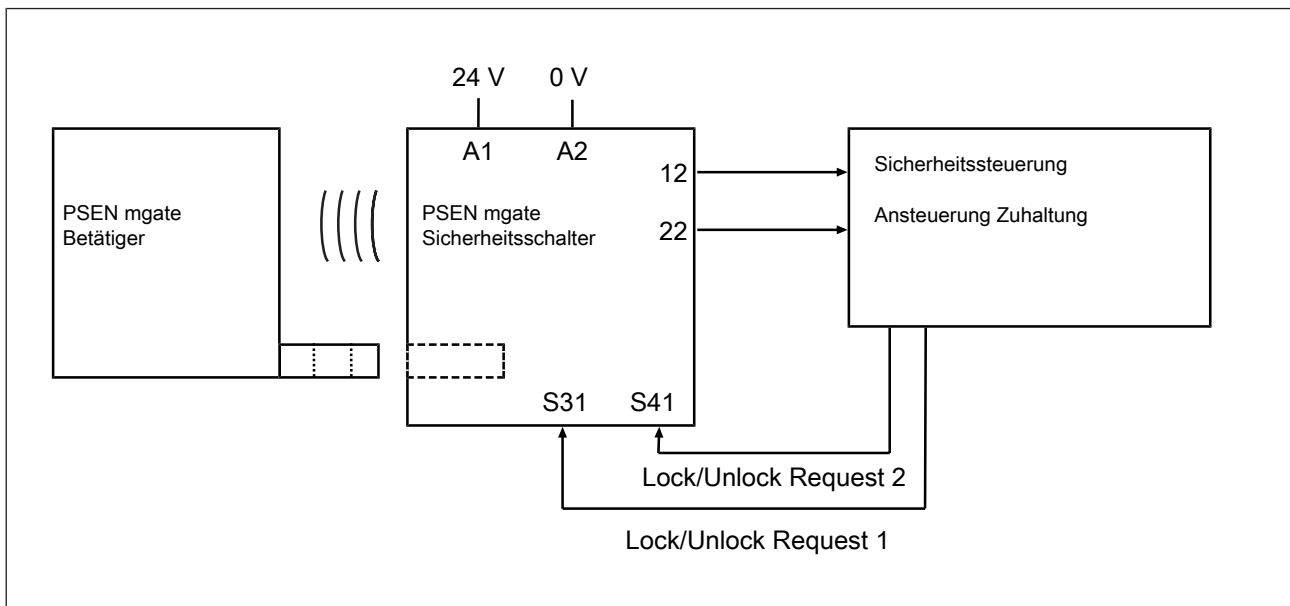 24 V
0 V
A1
A2
12
22
PSEN mgate
Betätiger
PSEN mgate
Sicherheitsschalter
Sicherheitssteuerung
Ansteuerung Zuhaltung
S31
S41
Lock/Unlock Request 2
Lock/Unlock Request 1